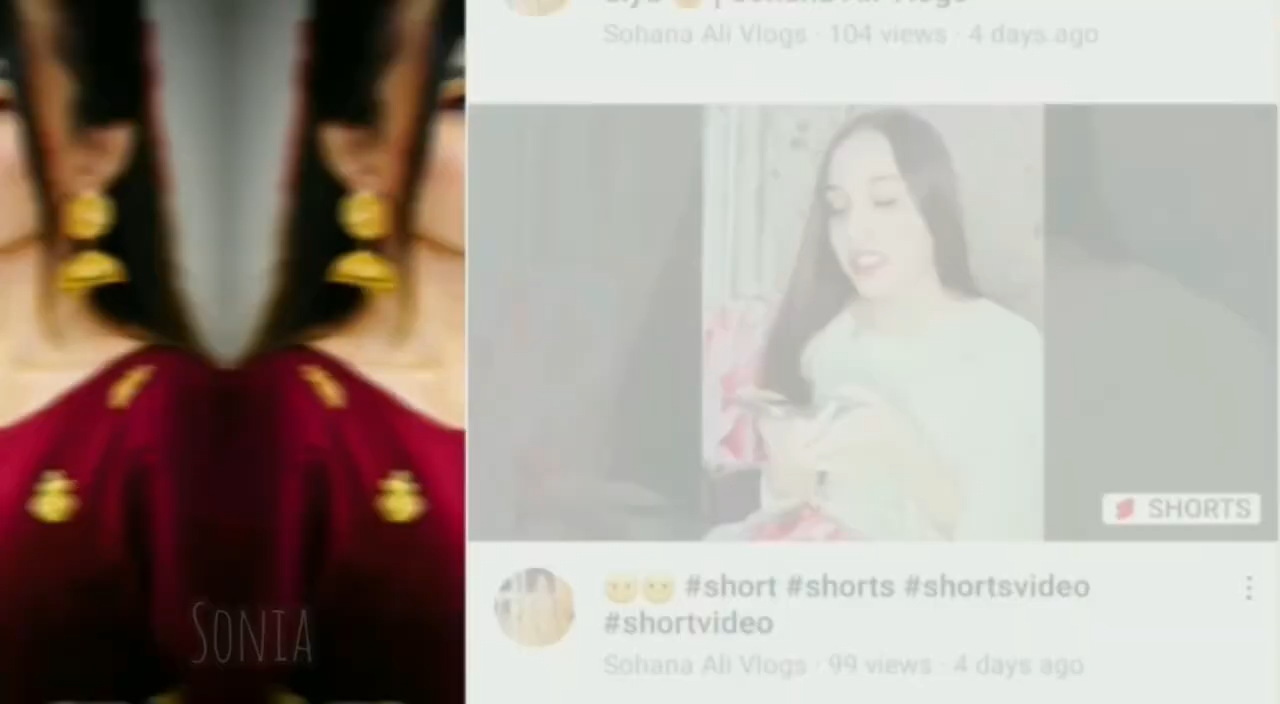 Sohana Ali Vlogs · 104 views · 4 days ago
SHORTS
😶😶 #short #shorts #shortsvideo
#shortvideo
Sohana Ali Vlogs · 99 views · 4 days ago
SONIA